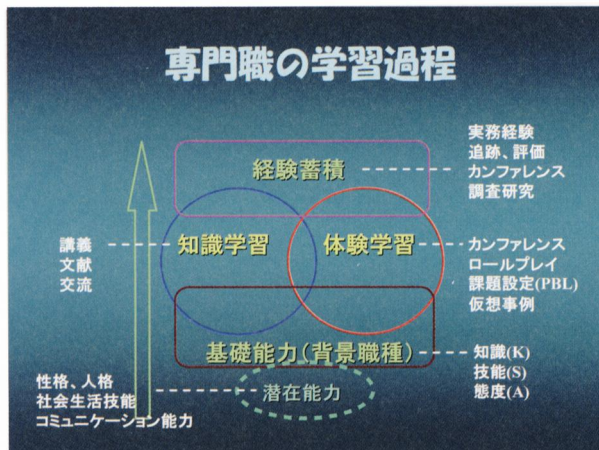 専門職の学習過程
実務経験
追跡、評価
カンファレンス
調査研究
経験蓄積
講義
文献
交流
知識学習
体験学習
カンファレンス
ロールプレイ
課題設定(PBL)
仮想事例
基礎能力(背景職種)
知識(K)
技能(S)
態度(A)
性格、人格
社会生活技能
コミュニケーション能力
潜在能力